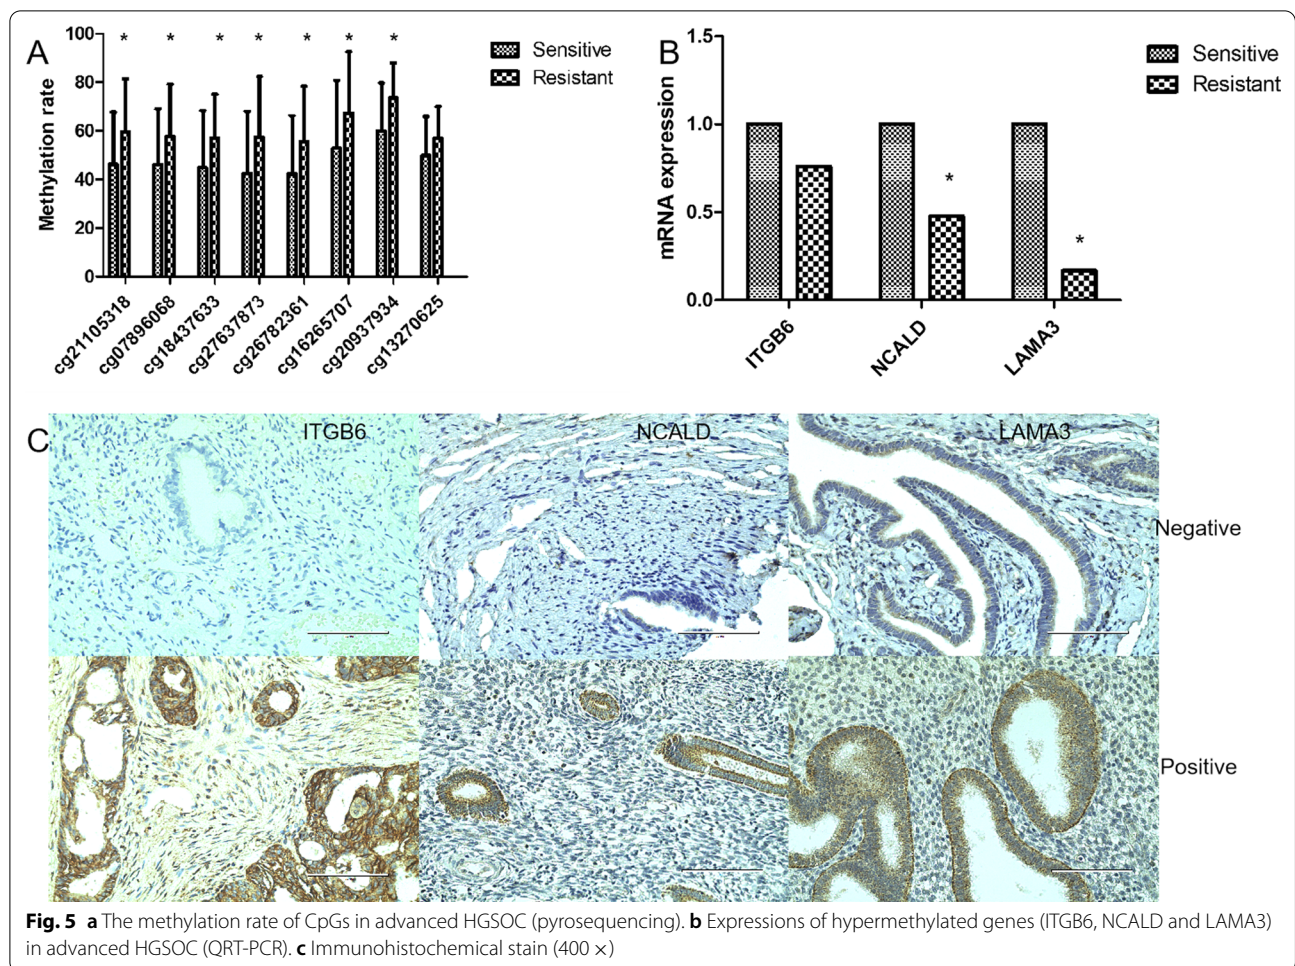 A
100
80
60
40
20
0
Methylation rate
* * * * * * *
Sensitive
Resistant
cg21105318
cg07896068
cg18437633
cg27637873
cg26782361
cg16265707
cg20937934
cg13270625
B
1.5
1.0
0.5
0.0
mRNA expression
*
*
Sensitive
Resistant
ITGB6
NCALD
LAMA3
C
ITGB6
NCALD
LAMA3
Negative
Positive
Fig. 5 a The methylation rate of CpGs in advanced HGSOC (pyrosequencing). b Expressions of hypermethylated genes (ITGB6, NCALD and LAMA3)
in advanced HGSOC (QRT-PCR). c Immunohistochemical stain (400 ×)